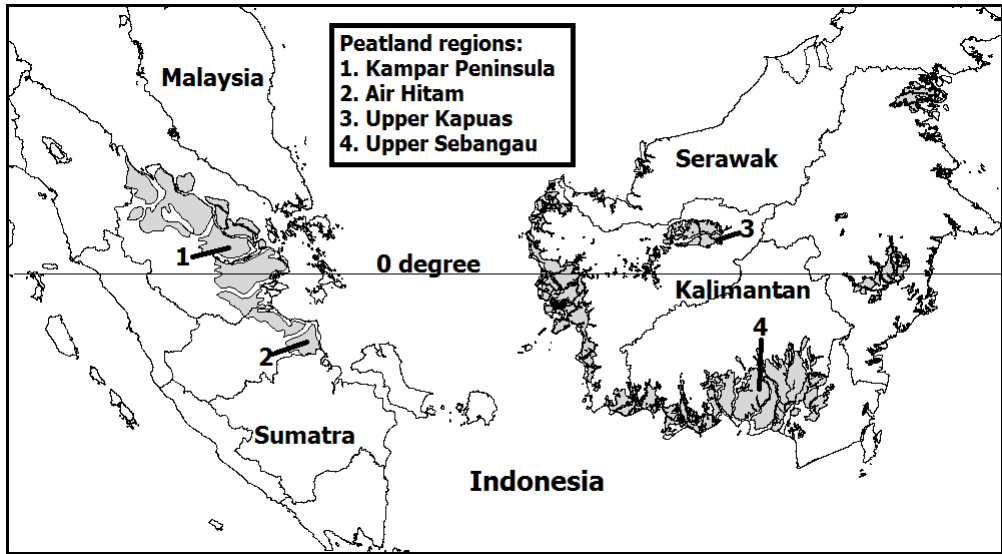 Peatland regions:
1. Kampar Peninsula
2. Air Hitam
3. Upper Kapuas
4. Upper Sebangau
Malaysia
Serawak
1
3
0 degree
Kalimantan
4
2
Sumatra
Indonesia